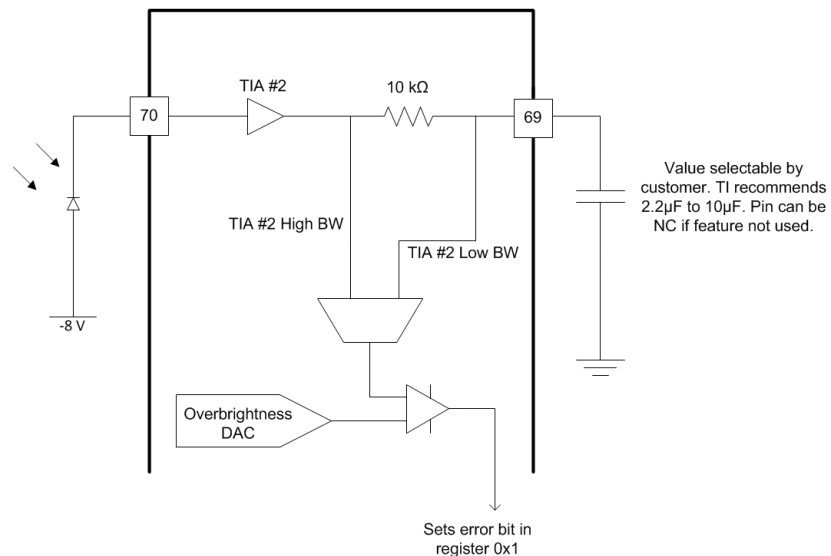 TIA #2
10 kΩ
70
69
Value selectable by
customer. TI recommends
2.2µF to 10µF. Pin can be
NC if feature not used.
TIA #2 High BW
TIA #2 Low BW
-8 V
Overbrightness
DAC
Sets error bit in
register 0x1